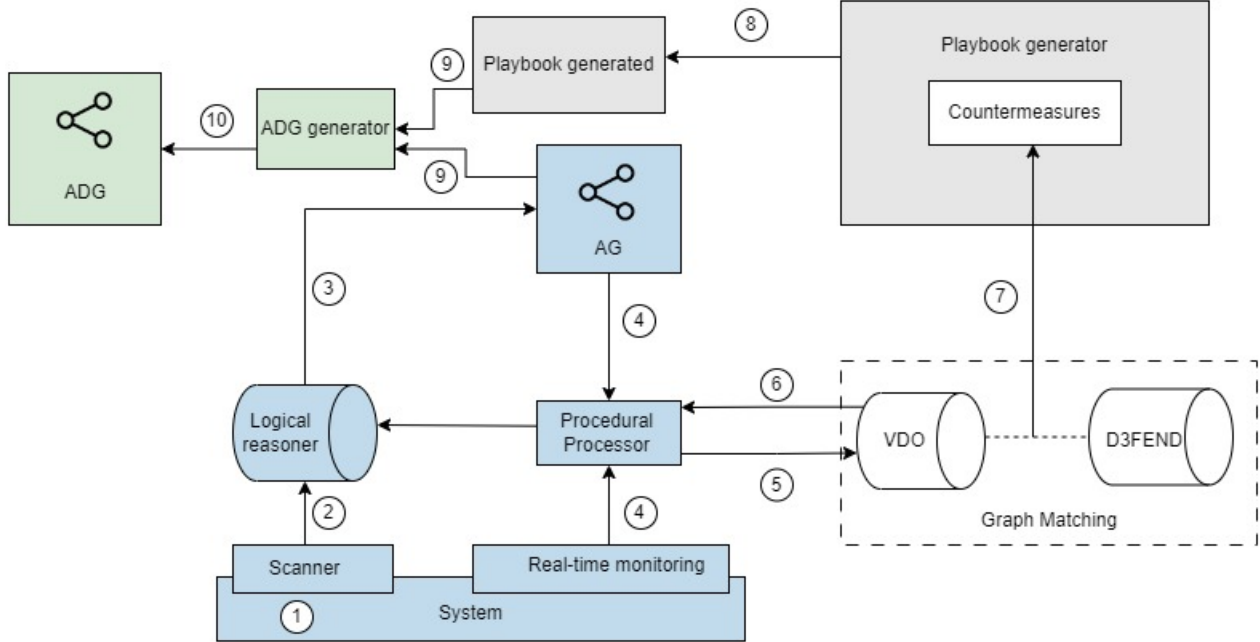 8
Playbook generator
Playbook generated
9
Countermeasures
10
ADG generator
ADG
9
AG
3
4
7
6
Logical
reasoner
Procedural
Processor
VDO
D3FEND
5
2
4
Graph Matching
Scanner
Real-time monitoring
1
System